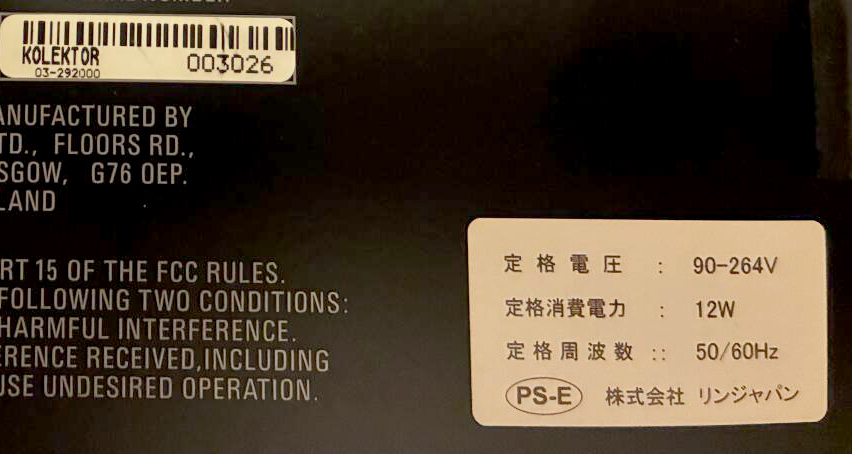 KOLEKTOR
03-292000
003026
ANUFACTURED BY
TD., FLOORS RD.,
SGOW, G76 0EP.
LAND
RT 15 OF THE FCC RULES.
FOLLOWING TWO CONDITIONS:
HARMFUL INTERFERENCE.
ERENCE RECEIVED,INCLUDING
USE UNDESIRED OPERATION.
定格電圧 : 90-264V
定格消費電力 : 12W
定格周波数 :: 50/60Hz
PS-E 株式会社 リンジャパン